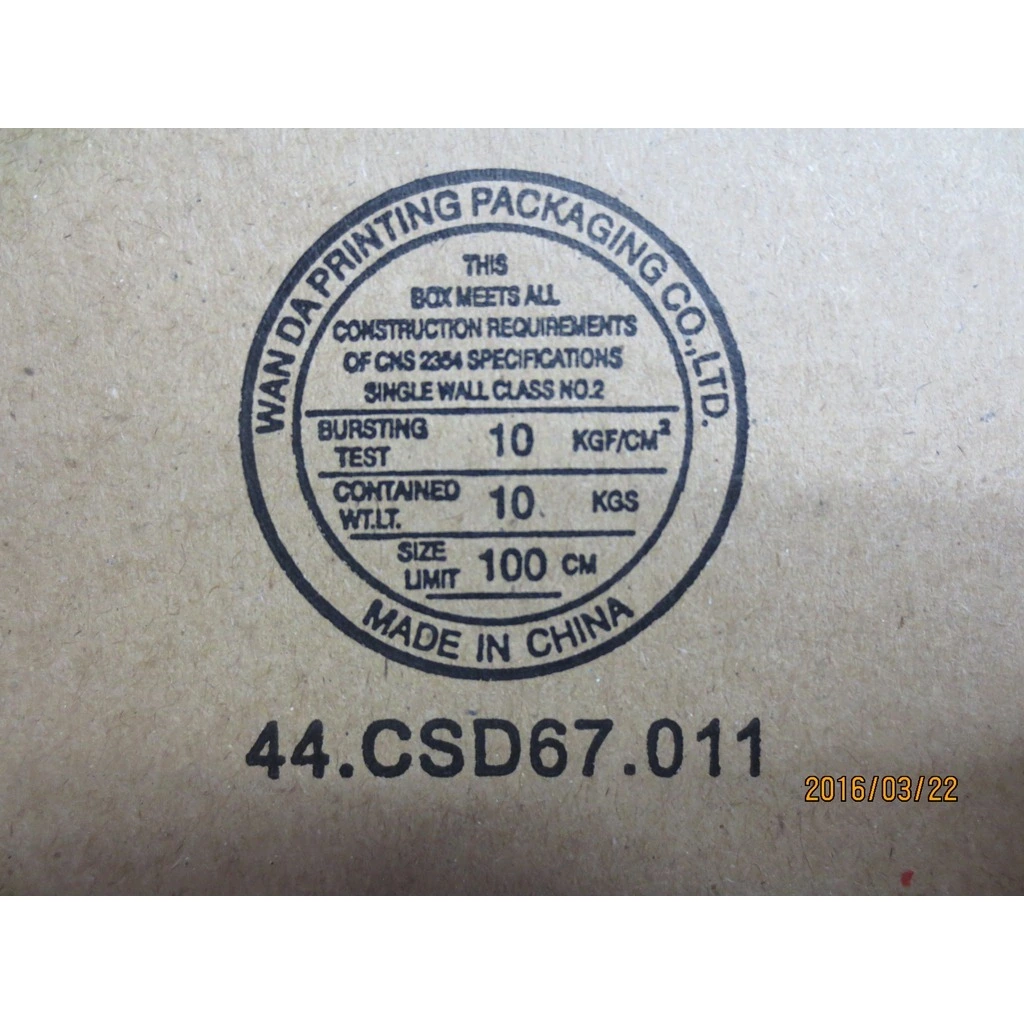 WAN DA PRINTING PACKAGING CO., LTD.
THIS
BOX MEETS ALL
CONSTRUCTION REQUIREMENTS
OF CNS 2354 SPECIFICATIONS
SINGLE WALL CLASS NO.2
BURSTING TEST 10 KGF/CM²
CONTAINED WT.LT. 10 KGS
SIZE LIMIT 100 CM
MADE IN CHINA
44.CSD67.011
2016/03/22